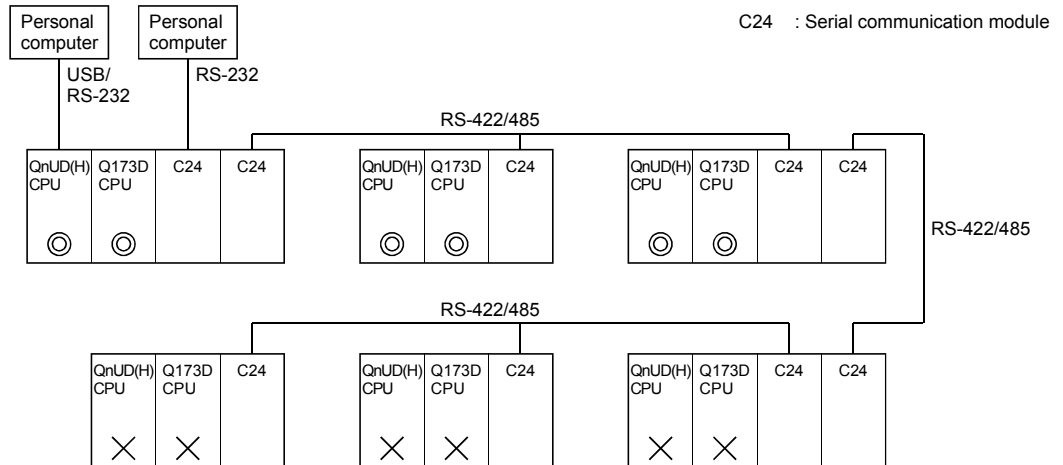 Personal computer
Personal computer
C24 : Serial communication module
USB/
RS-232
RS-232
RS-422/485
QnUD(H) CPU
Q173D CPU
C24
C24
QnUD(H) CPU
Q173D CPU
C24
QnUD(H) CPU
Q173D CPU
C24
C24
RS-422/485
RS-422/485
QnUD(H) CPU
Q173D CPU
C24
QnUD(H) CPU
Q173D CPU
C24
QnUD(H) CPU
Q173D CPU
C24
C24